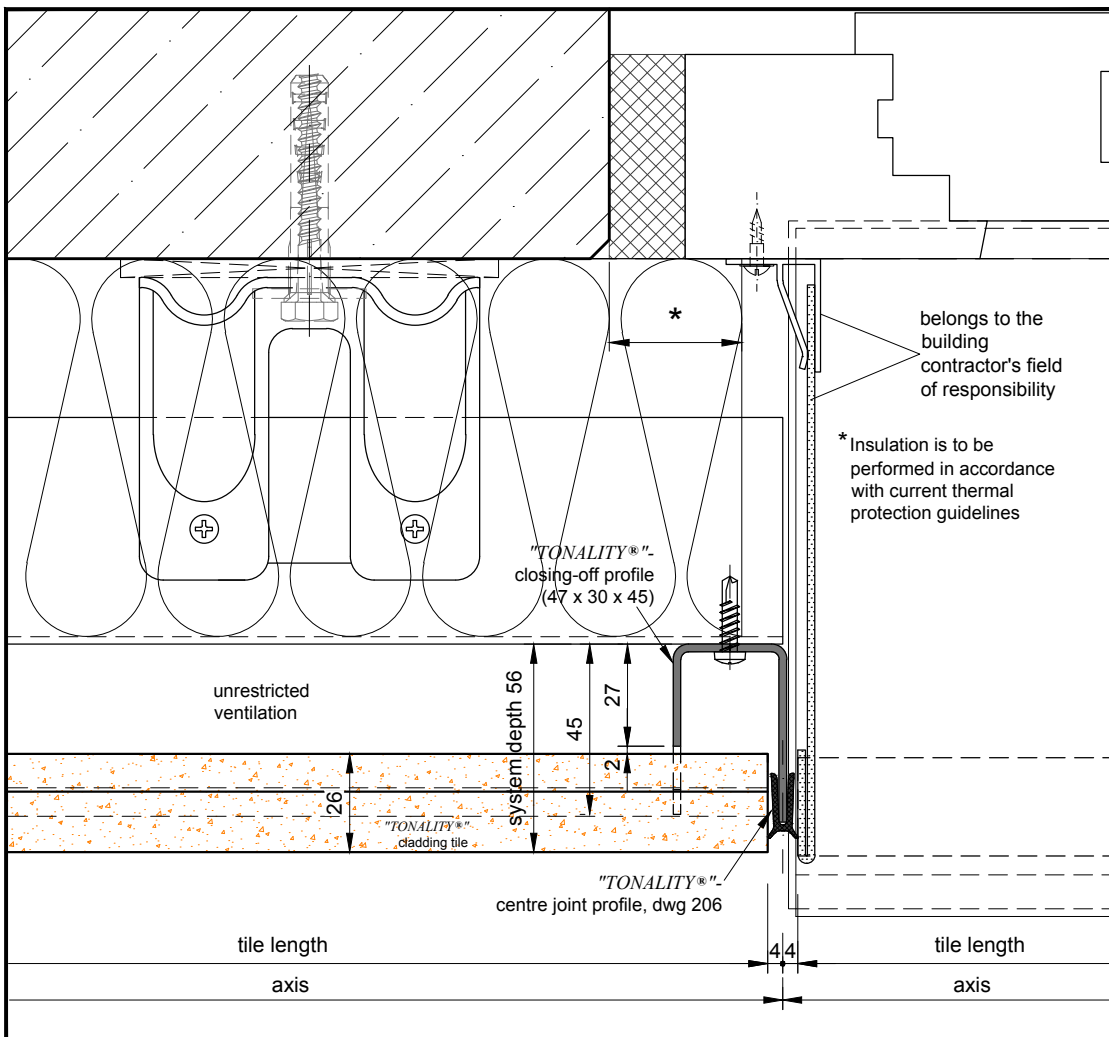 *
belongs to the
building
contractor's field
of responsibility
* Insulation is to be
performed in accordance
with current thermal
protection guidelines
"TONALITY®"-
closing-off profile
(47 x 30 x 45)
unrestricted
ventilation
system depth 56
45
27
2
26
"TONALITY®"
cladding tile
"TONALITY®"-
centre joint profile, dwg 206
tile length
4 4
tile length
axis
axis